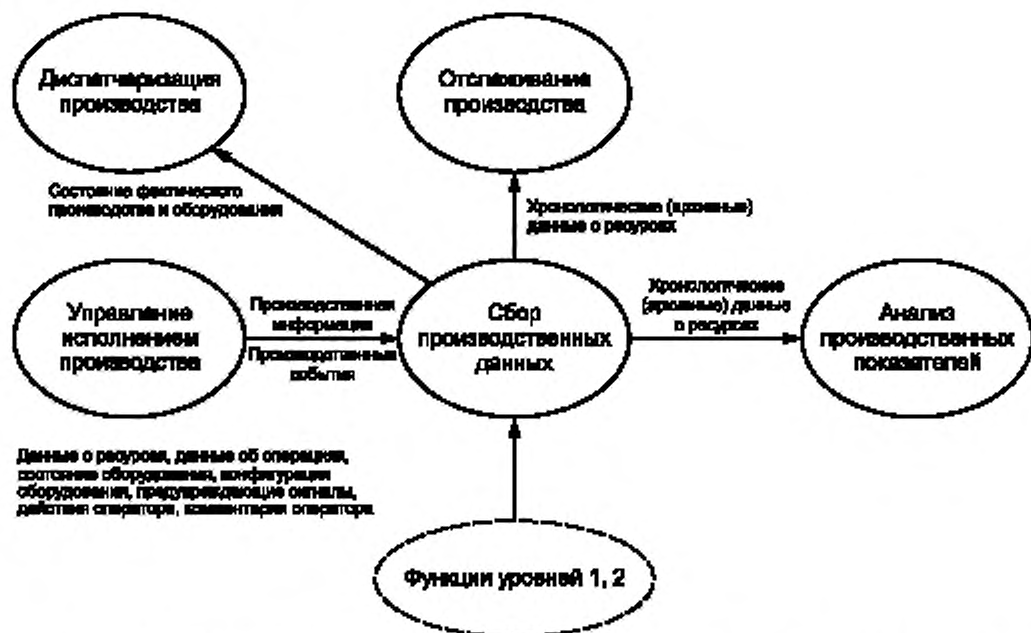 Диспетчеризация
производства
Отслеживание
производства
Состояние фактического
производства и оборудования
Хронологические (архивные)
данные о ресурсах
Управление
исполнением
производства
Производственная
информация
Производственные
события
Сбор
производственных
данных
Хронологические
(архивные) данные
о ресурсах
Анализ
производственных
показателей
Данные о ресурсах, данные об операциях,
состояние оборудования, конфигурация
оборудования, предупреждающие сигналы,
действия оператора, комментарии оператора
Функции уровней 1, 2